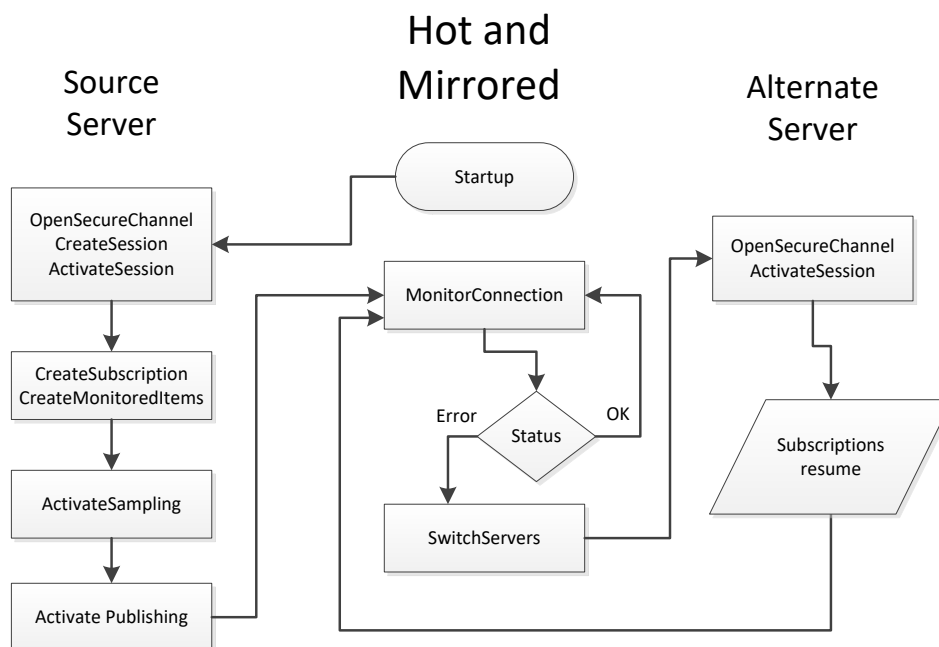 Hot and
Mirrored
Source
Server
Alternate
Server
Startup
OpenSecureChannel
CreateSession
ActivateSession
OpenSecureChannel
ActivateSession
MonitorConnection
CreateSubscription
CreateMonitoredItems
Error
OK
Status
Subscriptions
resume
ActivateSampling
SwitchServers
Activate Publishing